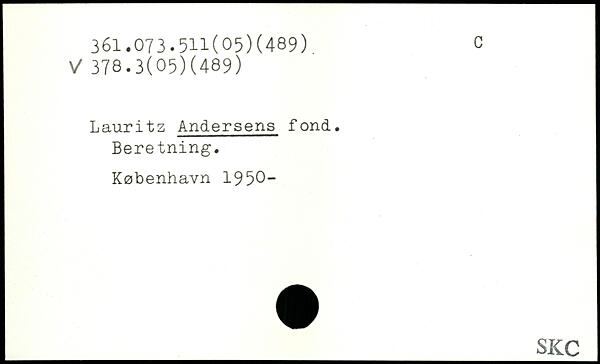 361.073.511(05)(489). C
V 378.3(05)(489)
Lauritz Andersens fond.
Beretning.
København 1950-
SKC